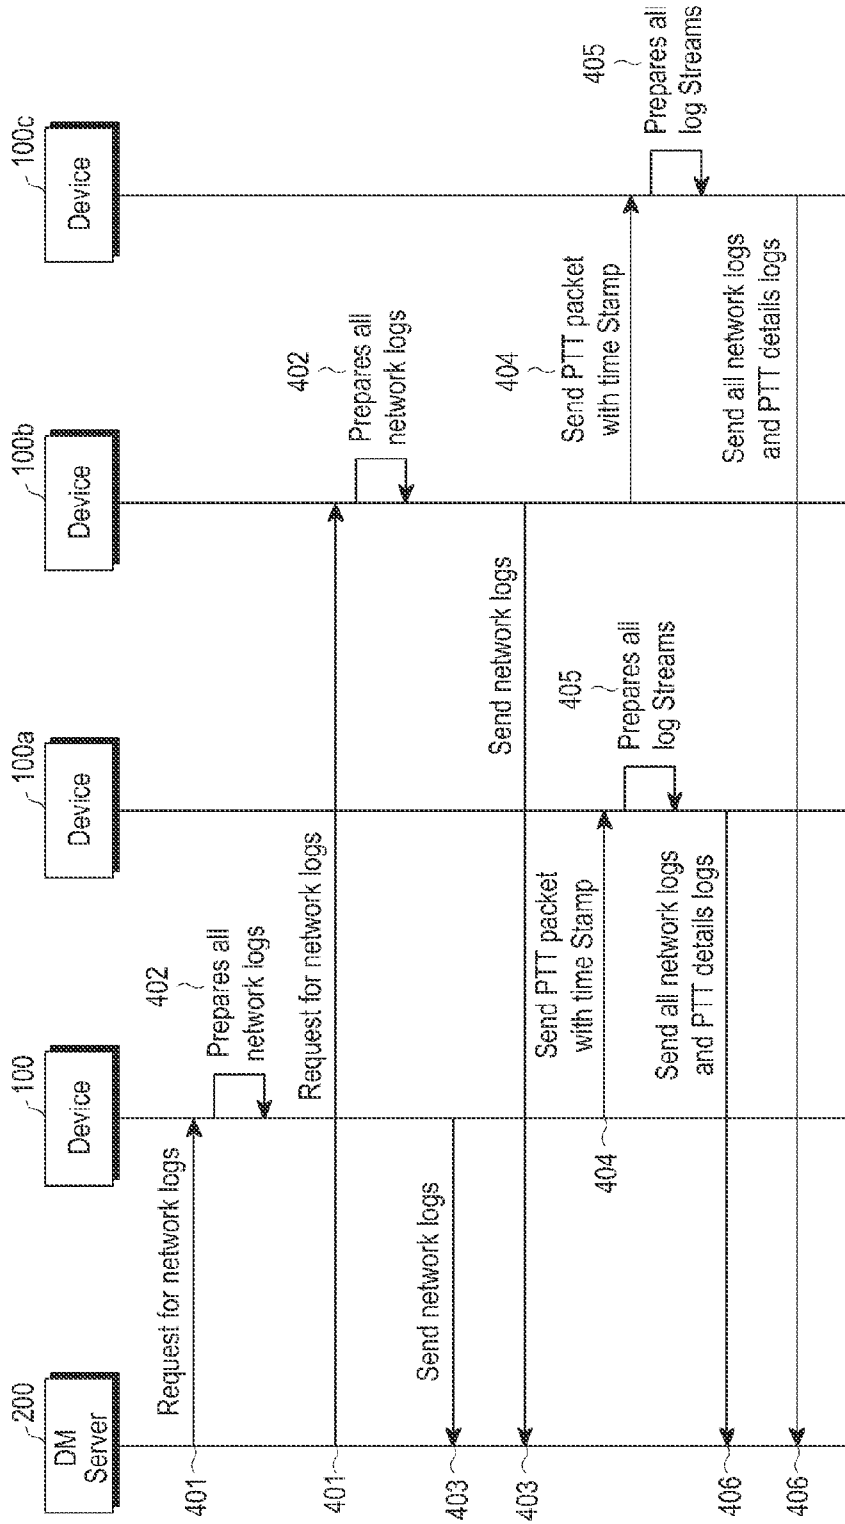 200
DM
Server
100
Device
100a
Device
100b
Device
100c
Device
401
Request for network logs
402
Prepares all
network logs
401
Request for network logs
402
Prepares all
network logs
403
Send network logs
403
Send network logs
404
Send PTT packet
with time Stamp
405
Prepares all
log Streams
404
Send PTT packet
with time Stamp
405
Prepares all
log Streams
406
Send all network logs
and PTT details logs
406
Send all network logs
and PTT details logs